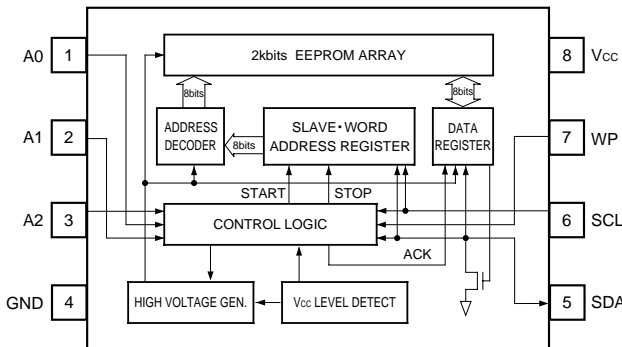 A0 1
2kbits EEPROM ARRAY
8 VCC
8bits
8bits
A1 2
ADDRESS
DECODER
8bits
SLAVE・WORD
ADDRESS REGISTER
DATA
REGISTER
7 WP
START
STOP
A2 3
CONTROL LOGIC
6 SCL
ACK
GND 4
HIGH VOLTAGE GEN.
VCC LEVEL DETECT
5 SDA